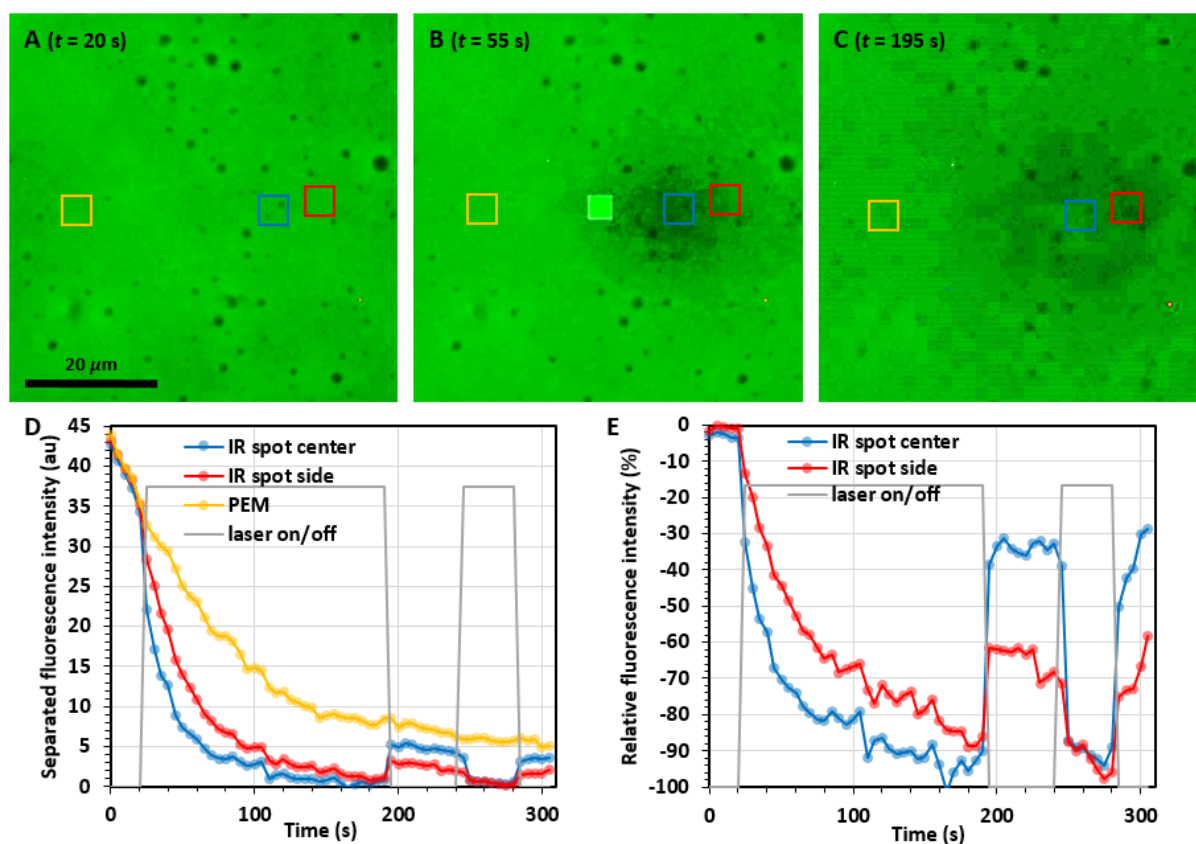 A (t = 20 s)
B (t = 55 s)
C (t = 195 s)
20 μm
D
Separated fluorescence intensity (au)
45
40
35
30
25
20
15
10
5
0
IR spot center
IR spot side
PEM
laser on/off
0
100
200
300
Time (s)
E
Relative fluorescence intensity (%)
0
-10
-20
-30
-40
-50
-60
-70
-80
-90
-100
IR spot center
IR spot side
laser on/off
0
100
200
300
Time (s)